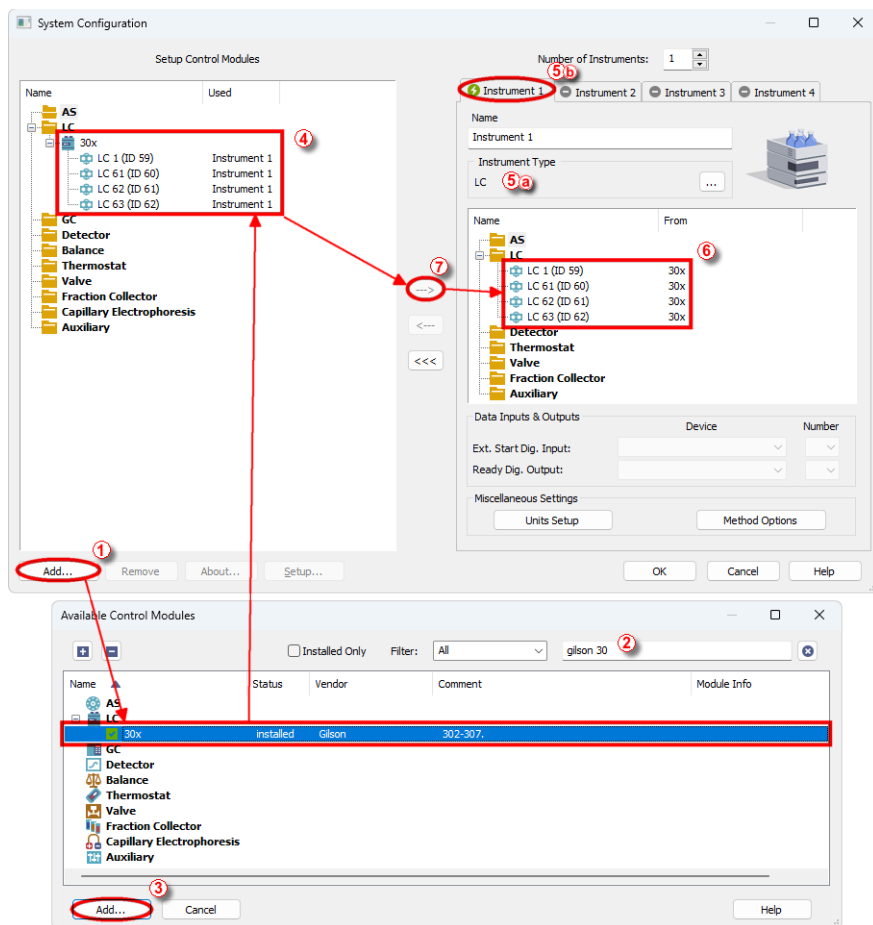 System Configuration
Setup Control Modules
Number of Instruments: 1
Name Used
AS
LC
30x
LC 1 (ID 59) Instrument 1
LC 61 (ID 60) Instrument 1
LC 62 (ID 61) Instrument 1
LC 63 (ID 62) Instrument 1
GC
Detector
Balance
Thermostat
Valve
Fraction Collector
Capillary Electrophoresis
Auxiliary
4
7
--->
<---
<<<
5 b
Instrument 1 Instrument 2 Instrument 3 Instrument 4
Name
Instrument 1
Instrument Type
LC 5 a ...
Name From
AS
LC
6
LC 1 (ID 59) 30x
LC 61 (ID 60) 30x
LC 62 (ID 61) 30x
LC 63 (ID 62) 30x
Detector
Thermostat
Valve
Fraction Collector
Auxiliary
Data Inputs & Outputs
Device Number
Ext. Start Dig. Input:
Ready Dig. Output:
Miscellaneous Settings
Units Setup Method Options
1
Add... Remove About... Setup... OK Cancel Help
Available Control Modules
Installed Only Filter: All gilson 30 2
Name Status Vendor Comment Module Info
AS
LC
30x installed Gilson 302-307.
GC
Detector
Balance
Thermostat
Valve
Fraction Collector
Capillary Electrophoresis
Auxiliary
3
Add... Cancel Help